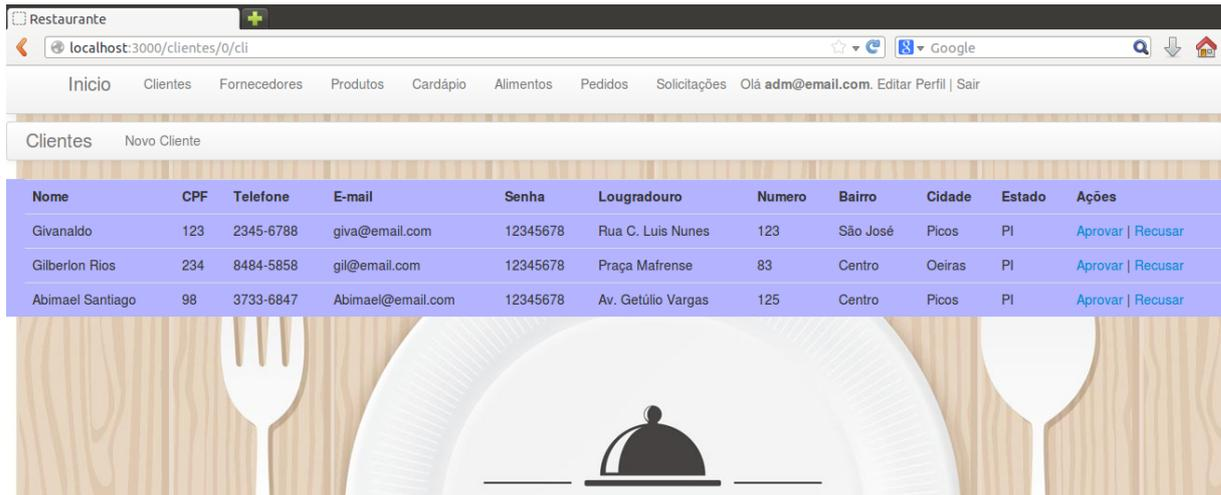 Restaurante
localhost:3000/clientes/0/cli
Google
Inicio Clientes Fornecedores Produtos Cardápio Alimentos Pedidos Solicitações Olá adm@email.com. Editar Perfil | Sair
Clientes Novo Cliente
Nome CPF Telefone E-mail Senha Lougradouro Numero Bairro Cidade Estado Ações
Givanaldo 123 2345-6788 giva@email.com 12345678 Rua C. Luis Nunes 123 São José Picos PI Aprovar | Recusar
Gilberlon Rios 234 8484-5858 gil@email.com 12345678 Praça Mafrense 83 Centro Oeiras PI Aprovar | Recusar
Abimael Santiago 98 3733-6847 Abimael@email.com 12345678 Av. Getúlio Vargas 125 Centro Picos PI Aprovar | Recusar